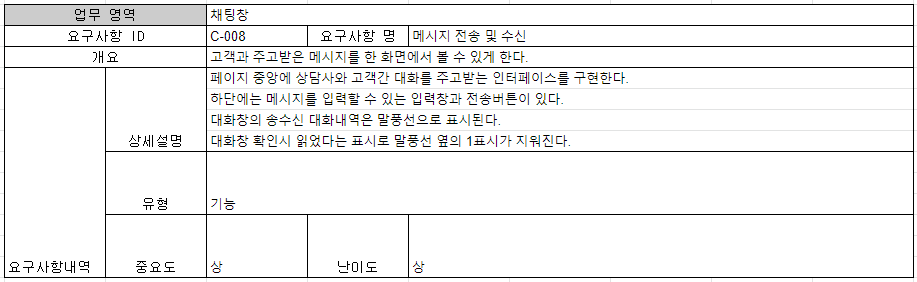 업무 영역 채팅창
요구사항 ID C-008 요구사항 명 메시지 전송 및 수신
개요 고객과 주고받은 메시지를 한 화면에서 볼 수 있게 한다.
페이지 중앙에 상담사와 고객간 대화를 주고받는 인터페이스를 구현한다.
하단에는 메시지를 입력할 수 있는 입력창과 전송버튼이 있다.
대화창의 송수신 대화내역은 말풍선으로 표시된다.
상세설명 대화창 확인시 읽었다는 표시로 말풍선 옆의 1표시가 지워진다.
유형 기능
요구사항내역 중요도 상 난이도 상